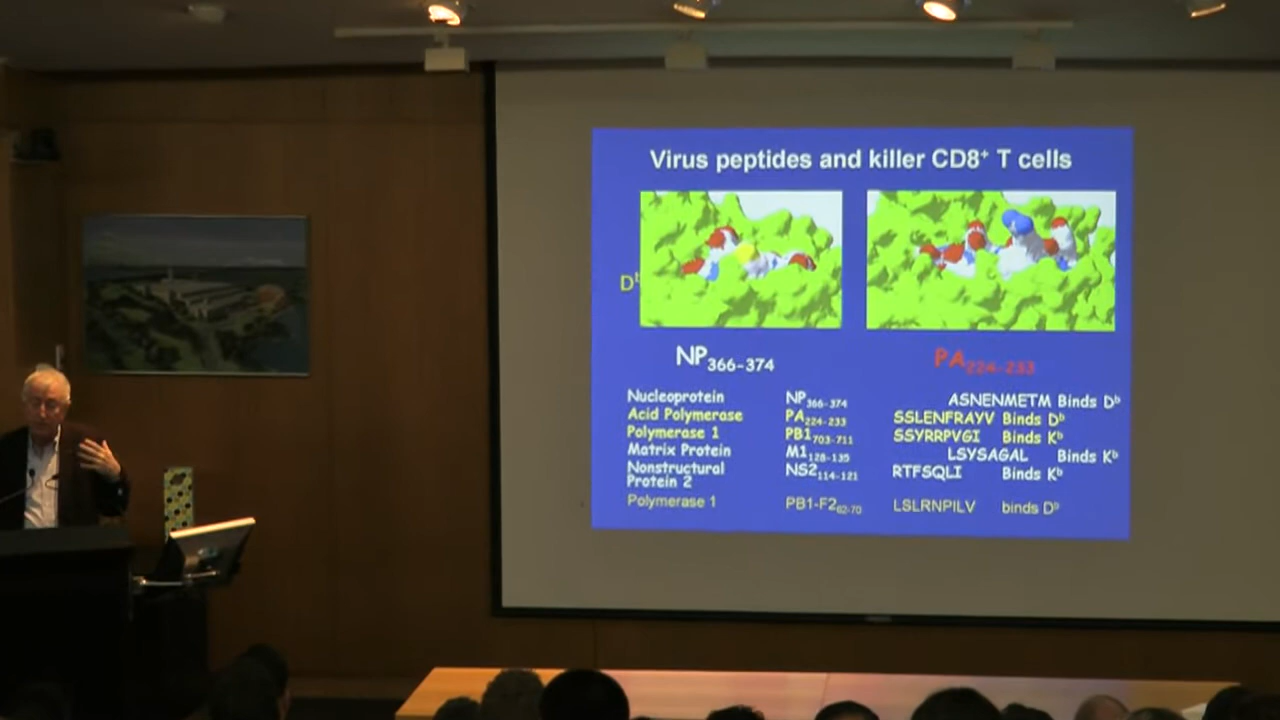 Virus peptides and killer CD8⁺ T cells
Dᵇ
NP₃₆₆₋₃₇₄ PA₂₂₄₋₂₃₃
Nucleoprotein NP₃₆₆₋₃₇₄ ASNENMETM Binds Dᵇ
Acid Polymerase PA₂₂₄₋₂₃₃ SSLENFRAYV Binds Dᵇ
Polymerase 1 PB1₇₀₃₋₇₁₁ SSYRRPVGI Binds Kᵇ
Matrix Protein M1₁₂₈₋₁₃₅ LSYSAGAL Binds Kᵇ
Nonstructural NS2₁₁₄₋₁₂₁ RTFSQLI Binds Kᵇ
Protein 2
Polymerase 1 PB1-F2₆₂₋₇₀ LSLRNPILV binds Dᵇ